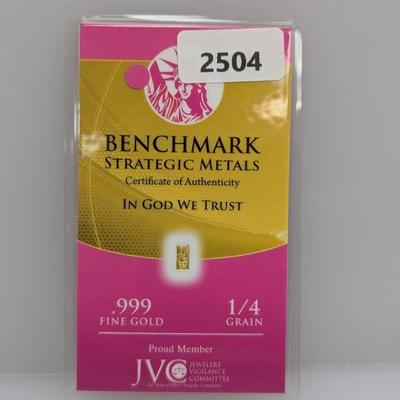 2504
BENCHMARK
STRATEGIC METALS
Certificate of Authenticity
IN GOD WE TRUST
.999
FINE GOLD
1/4
GRAIN
Proud Member
JVC
JEWELERS
VIGILANCE
COMMITTEE